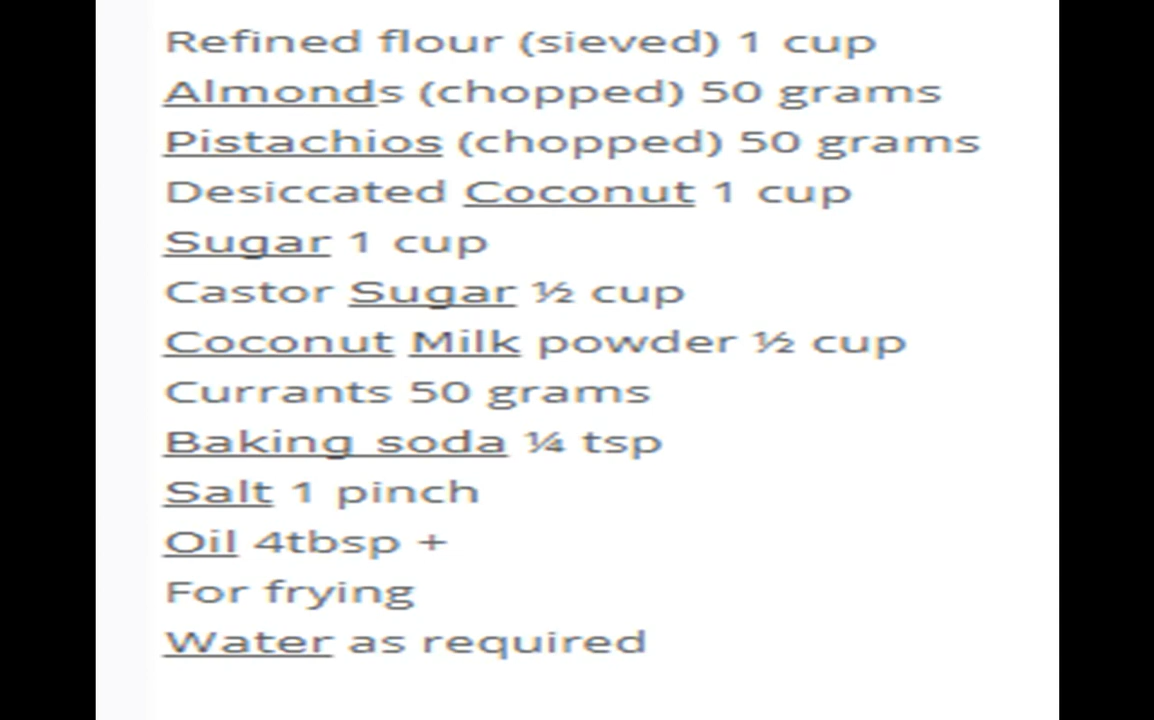 Refined flour (sieved) 1 cup
Almonds (chopped) 50 grams
Pistachios (chopped) 50 grams
Desiccated Coconut 1 cup
Sugar 1 cup
Castor Sugar ½ cup
Coconut Milk powder ½ cup
Currants 50 grams
Baking soda ¼ tsp
Salt 1 pinch
Oil 4tbsp +
For frying
Water as required